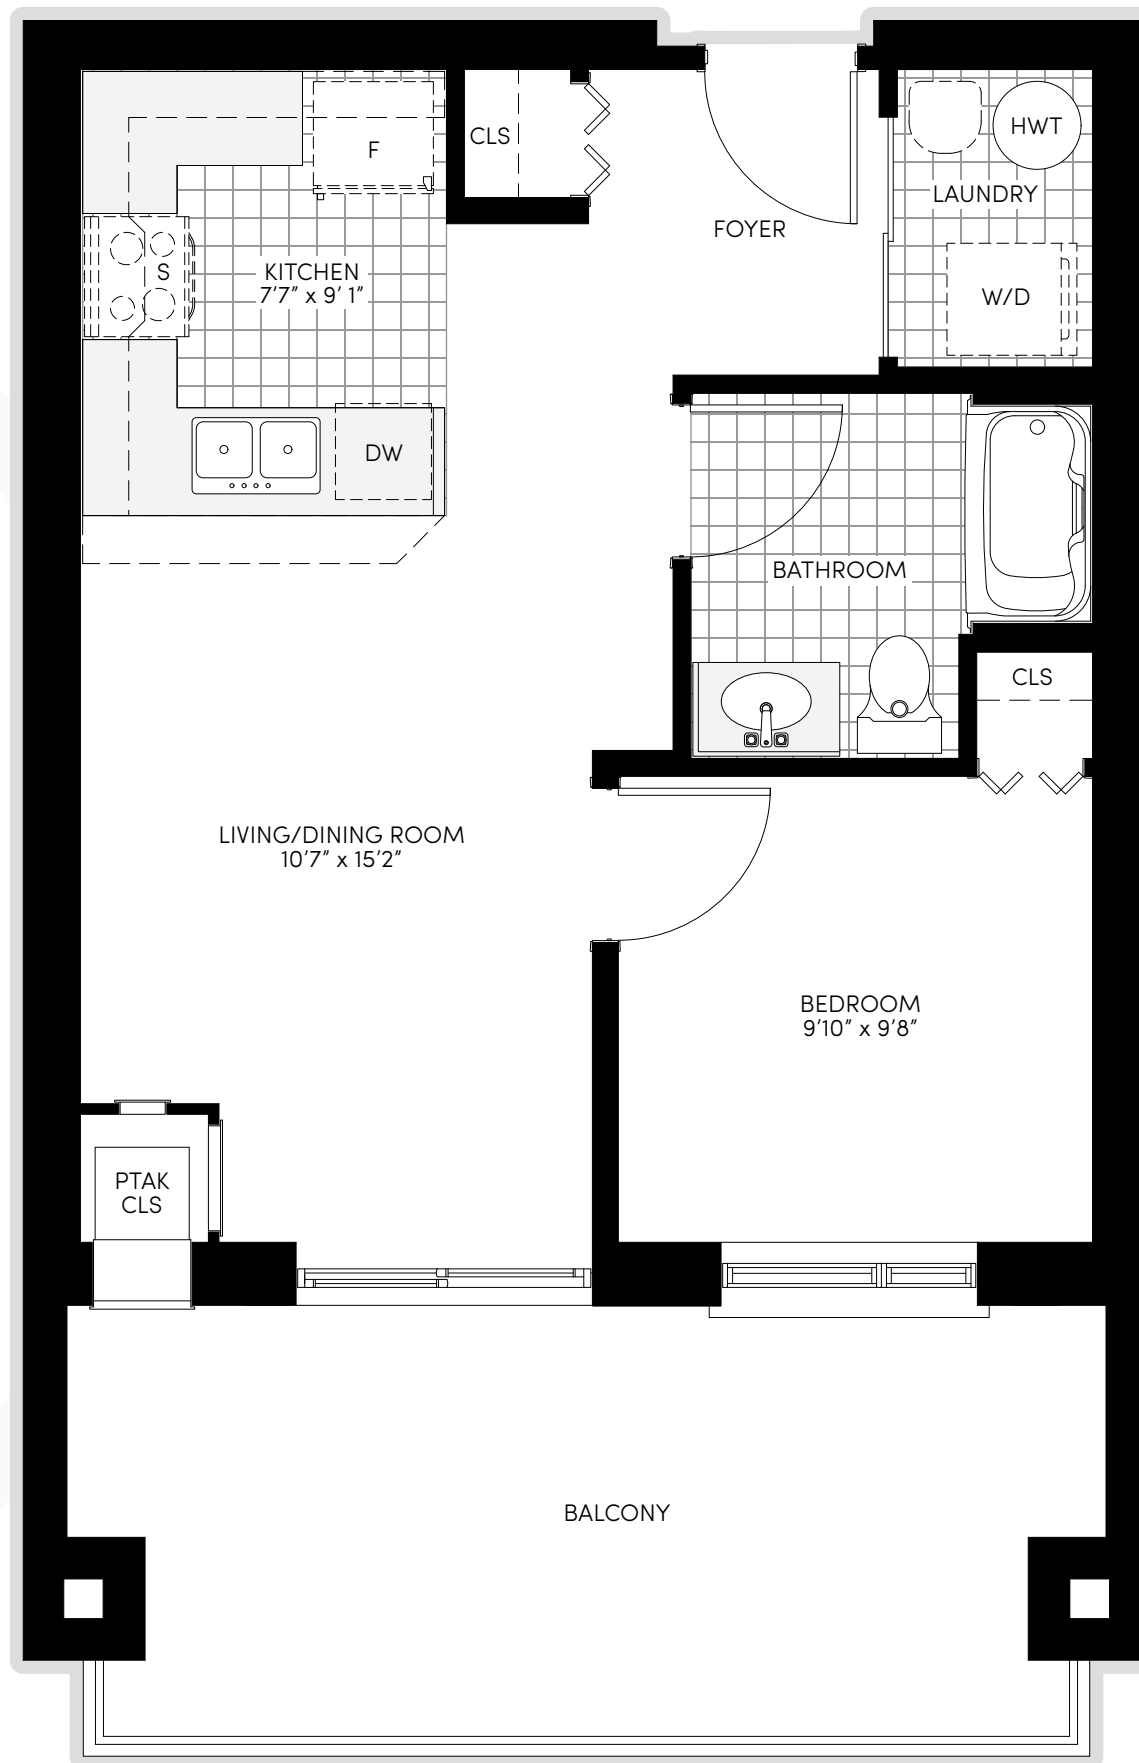 F
CLS
HWT
LAUNDRY
FOYER
S
KITCHEN
7'7" x 9' 1"
W/D
DW
BATHROOM
CLS
LIVING/DINING ROOM
10'7" x 15'2"
BEDROOM
9'10" x 9'8"
PTAK
CLS
BALCONY